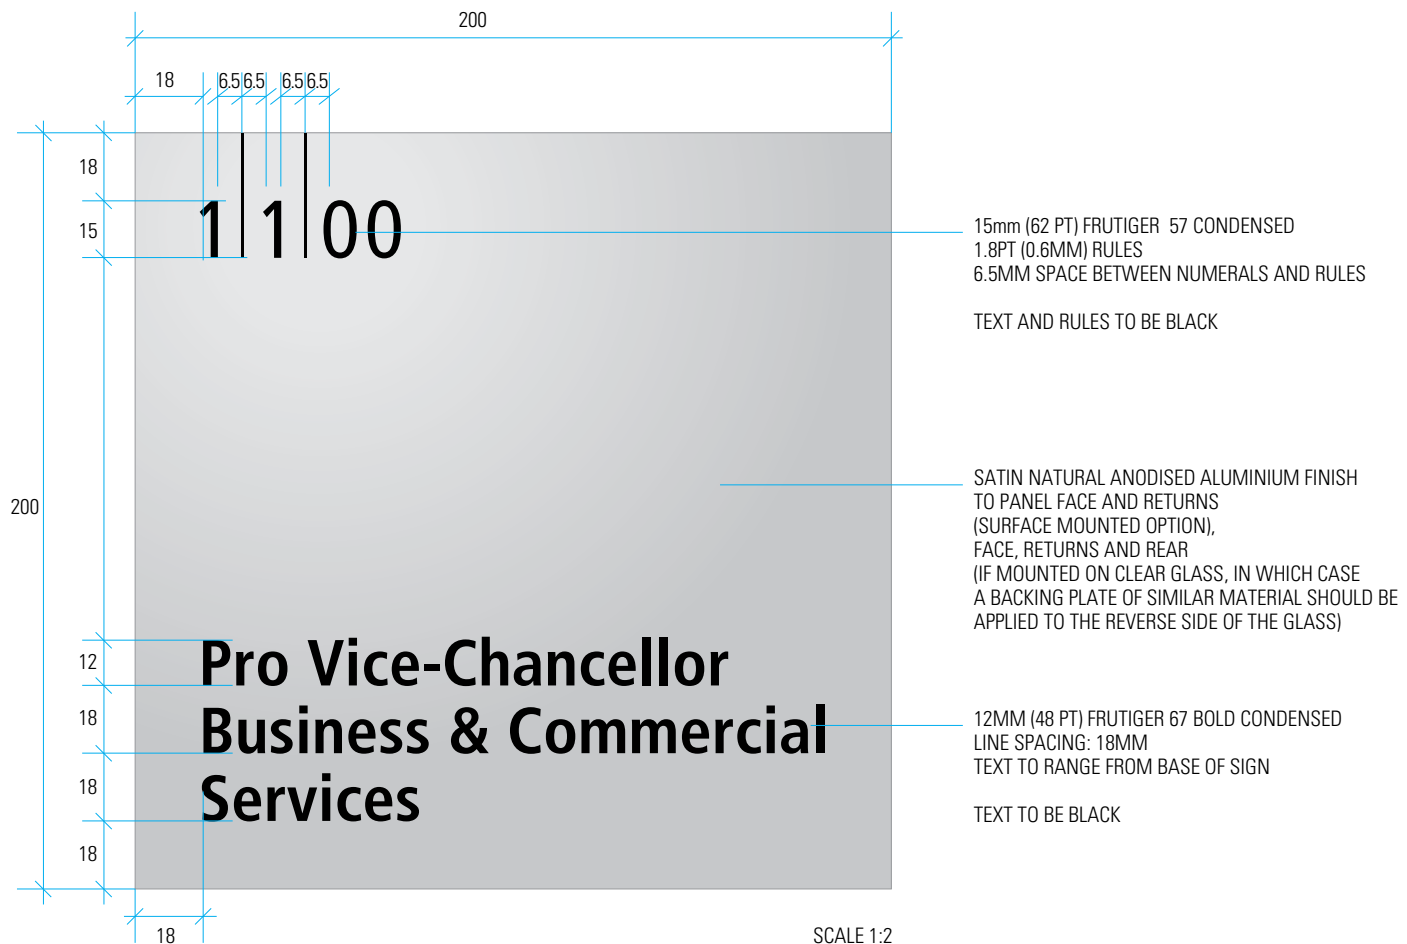 200
18 6.5 6.5 6.5 6.5
18
15
1 1 00
15mm (62 PT) FRUTIGER 57 CONDENSED
1.8PT (0.6MM) RULES
6.5MM SPACE BETWEEN NUMERALS AND RULES
TEXT AND RULES TO BE BLACK
200
SATIN NATURAL ANODISED ALUMINIUM FINISH
TO PANEL FACE AND RETURNS
(SURFACE MOUNTED OPTION),
FACE, RETURNS AND REAR
(IF MOUNTED ON CLEAR GLASS, IN WHICH CASE
A BACKING PLATE OF SIMILAR MATERIAL SHOULD BE
APPLIED TO THE REVERSE SIDE OF THE GLASS)
12
18
18
18
Pro Vice-Chancellor
Business & Commercial
Services
12MM (48 PT) FRUTIGER 67 BOLD CONDENSED
LINE SPACING: 18MM
TEXT TO RANGE FROM BASE OF SIGN
TEXT TO BE BLACK
18
SCALE 1:2